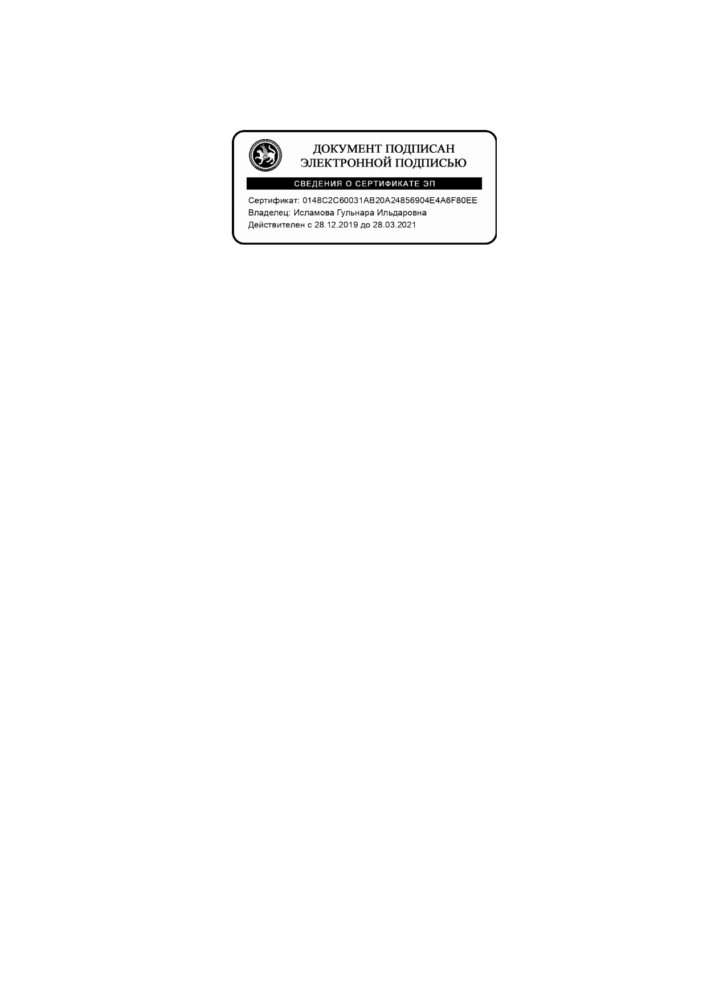 ДОКУМЕНТ ПОДПИСАН
ЭЛЕКТРОННОЙ ПОДПИСЬЮ
СВЕДЕНИЯ О СЕРТИФИКАТЕ ЭП
Сертификат: 0148C2C60031AB20A24856904E4A6F80EE
Владелец: Исламова Гульнара Ильдаровна
Действителен с 28.12.2019 до 28.03.2021